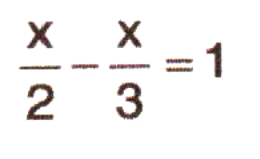 x/2 − x/3 = 1